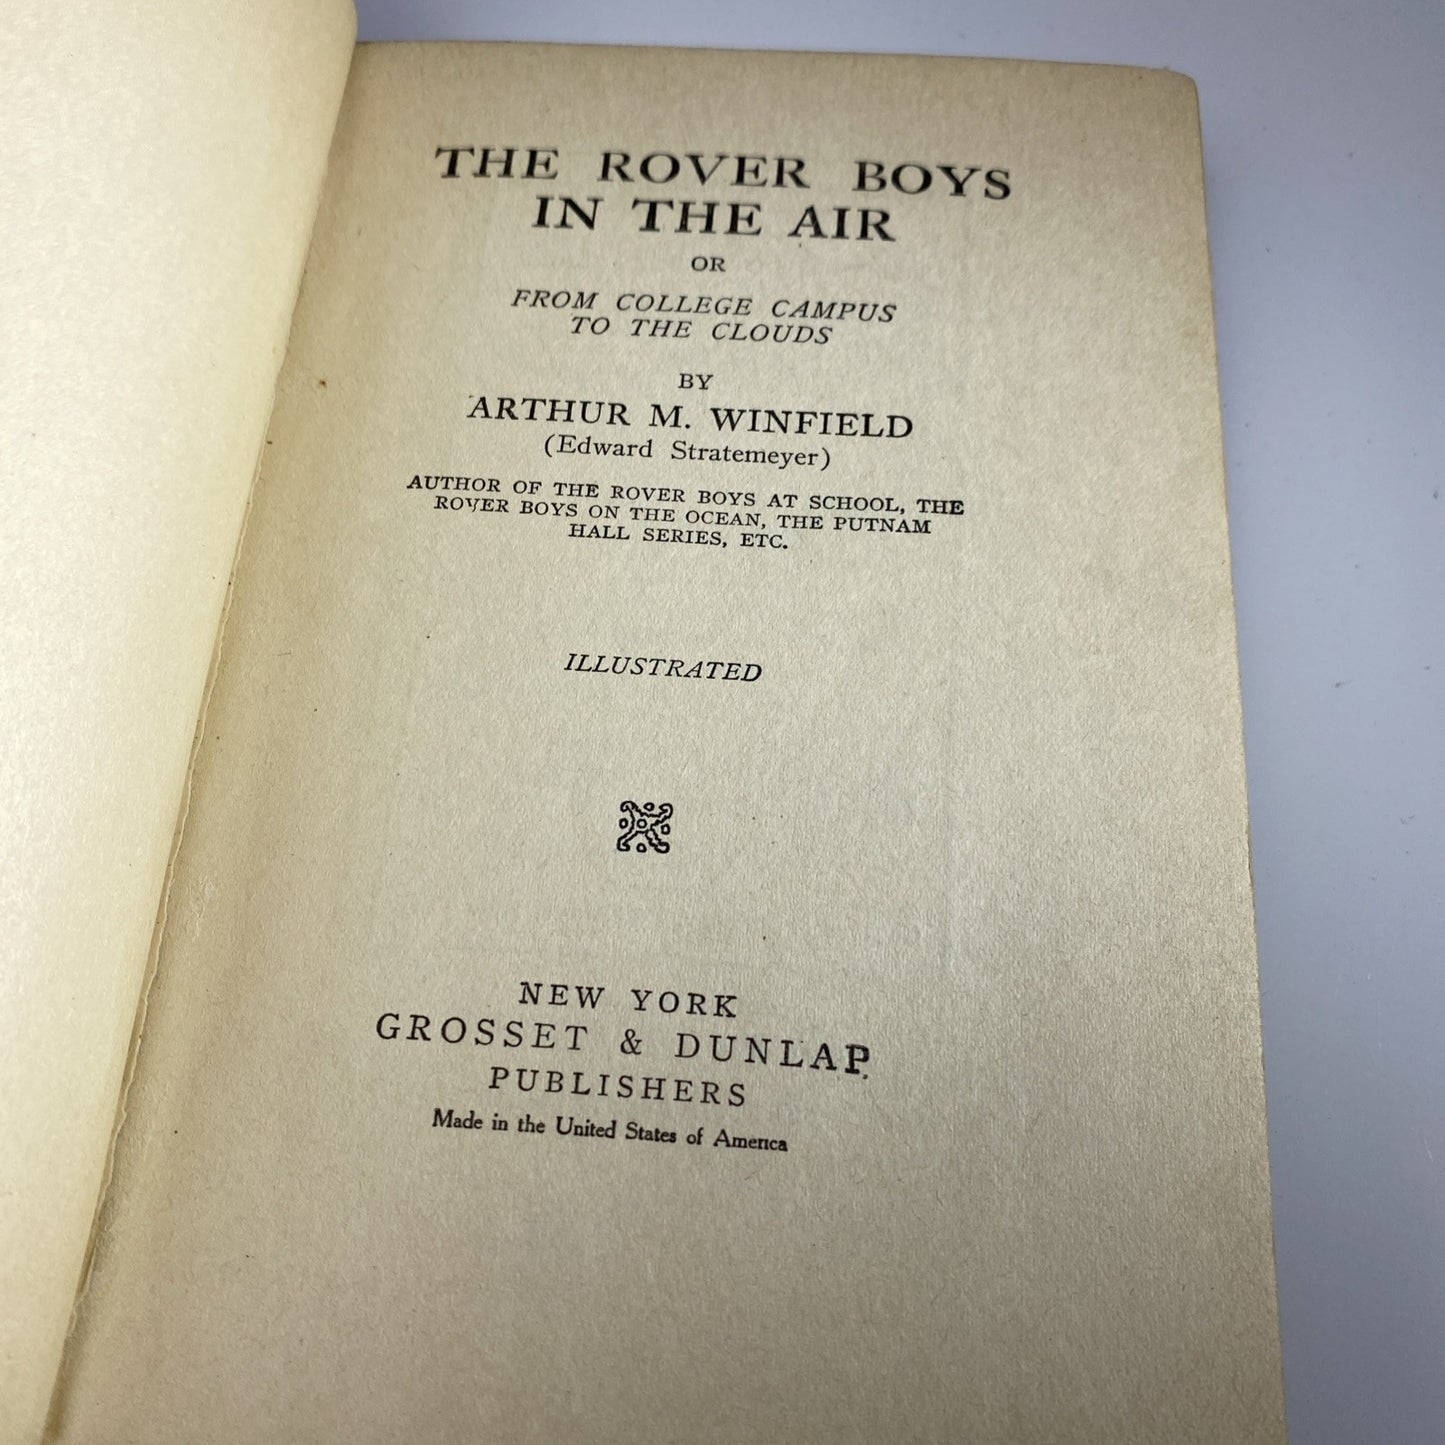 THE ROVER BOYS
IN THE AIR
OR
FROM COLLEGE CAMPUS
TO THE CLOUDS
BY
ARTHUR M. WINFIELD
(Edward Stratemeyer)
AUTHOR OF THE ROVER BOYS AT SCHOOL, THE
ROVER BOYS ON THE OCEAN, THE PUTNAM
HALL SERIES, ETC.
ILLUSTRATED
NEW YORK
GROSSET & DUNLAP
PUBLISHERS
Made in the United States of America